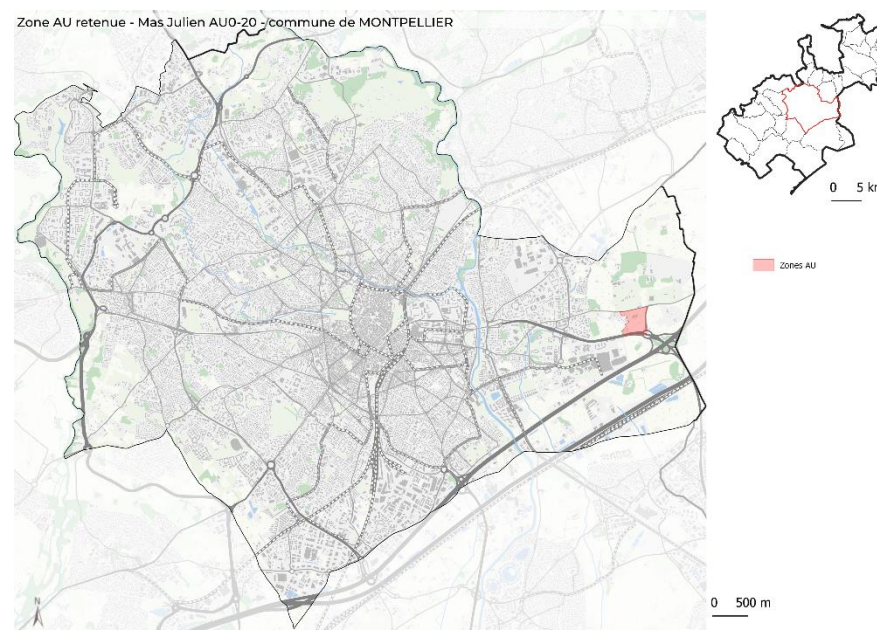 Zone AU retenue - Mas Julien AU0-20 - commune de MONTPELLIER
0 5 km
Zones AU
N
0 500 m